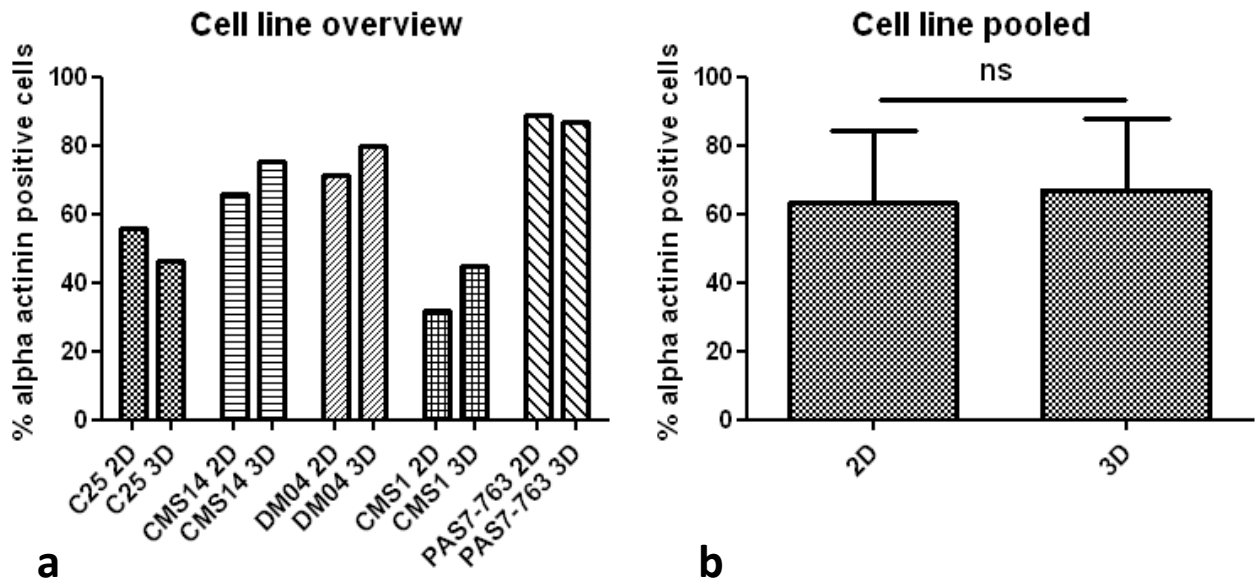 Cell line overview
% alpha actinin positive cells
100
80
60
40
20
0
C25 2D
C25 3D
CMS14 2D
CMS14 3D
DM04 2D
DM04 3D
CMS1 2D
CMS1 3D
PAS7-763 2D
PAS7-763 3D
a
Cell line pooled
ns
% alpha actinin positive cells
100
80
60
40
20
0
2D
3D
b